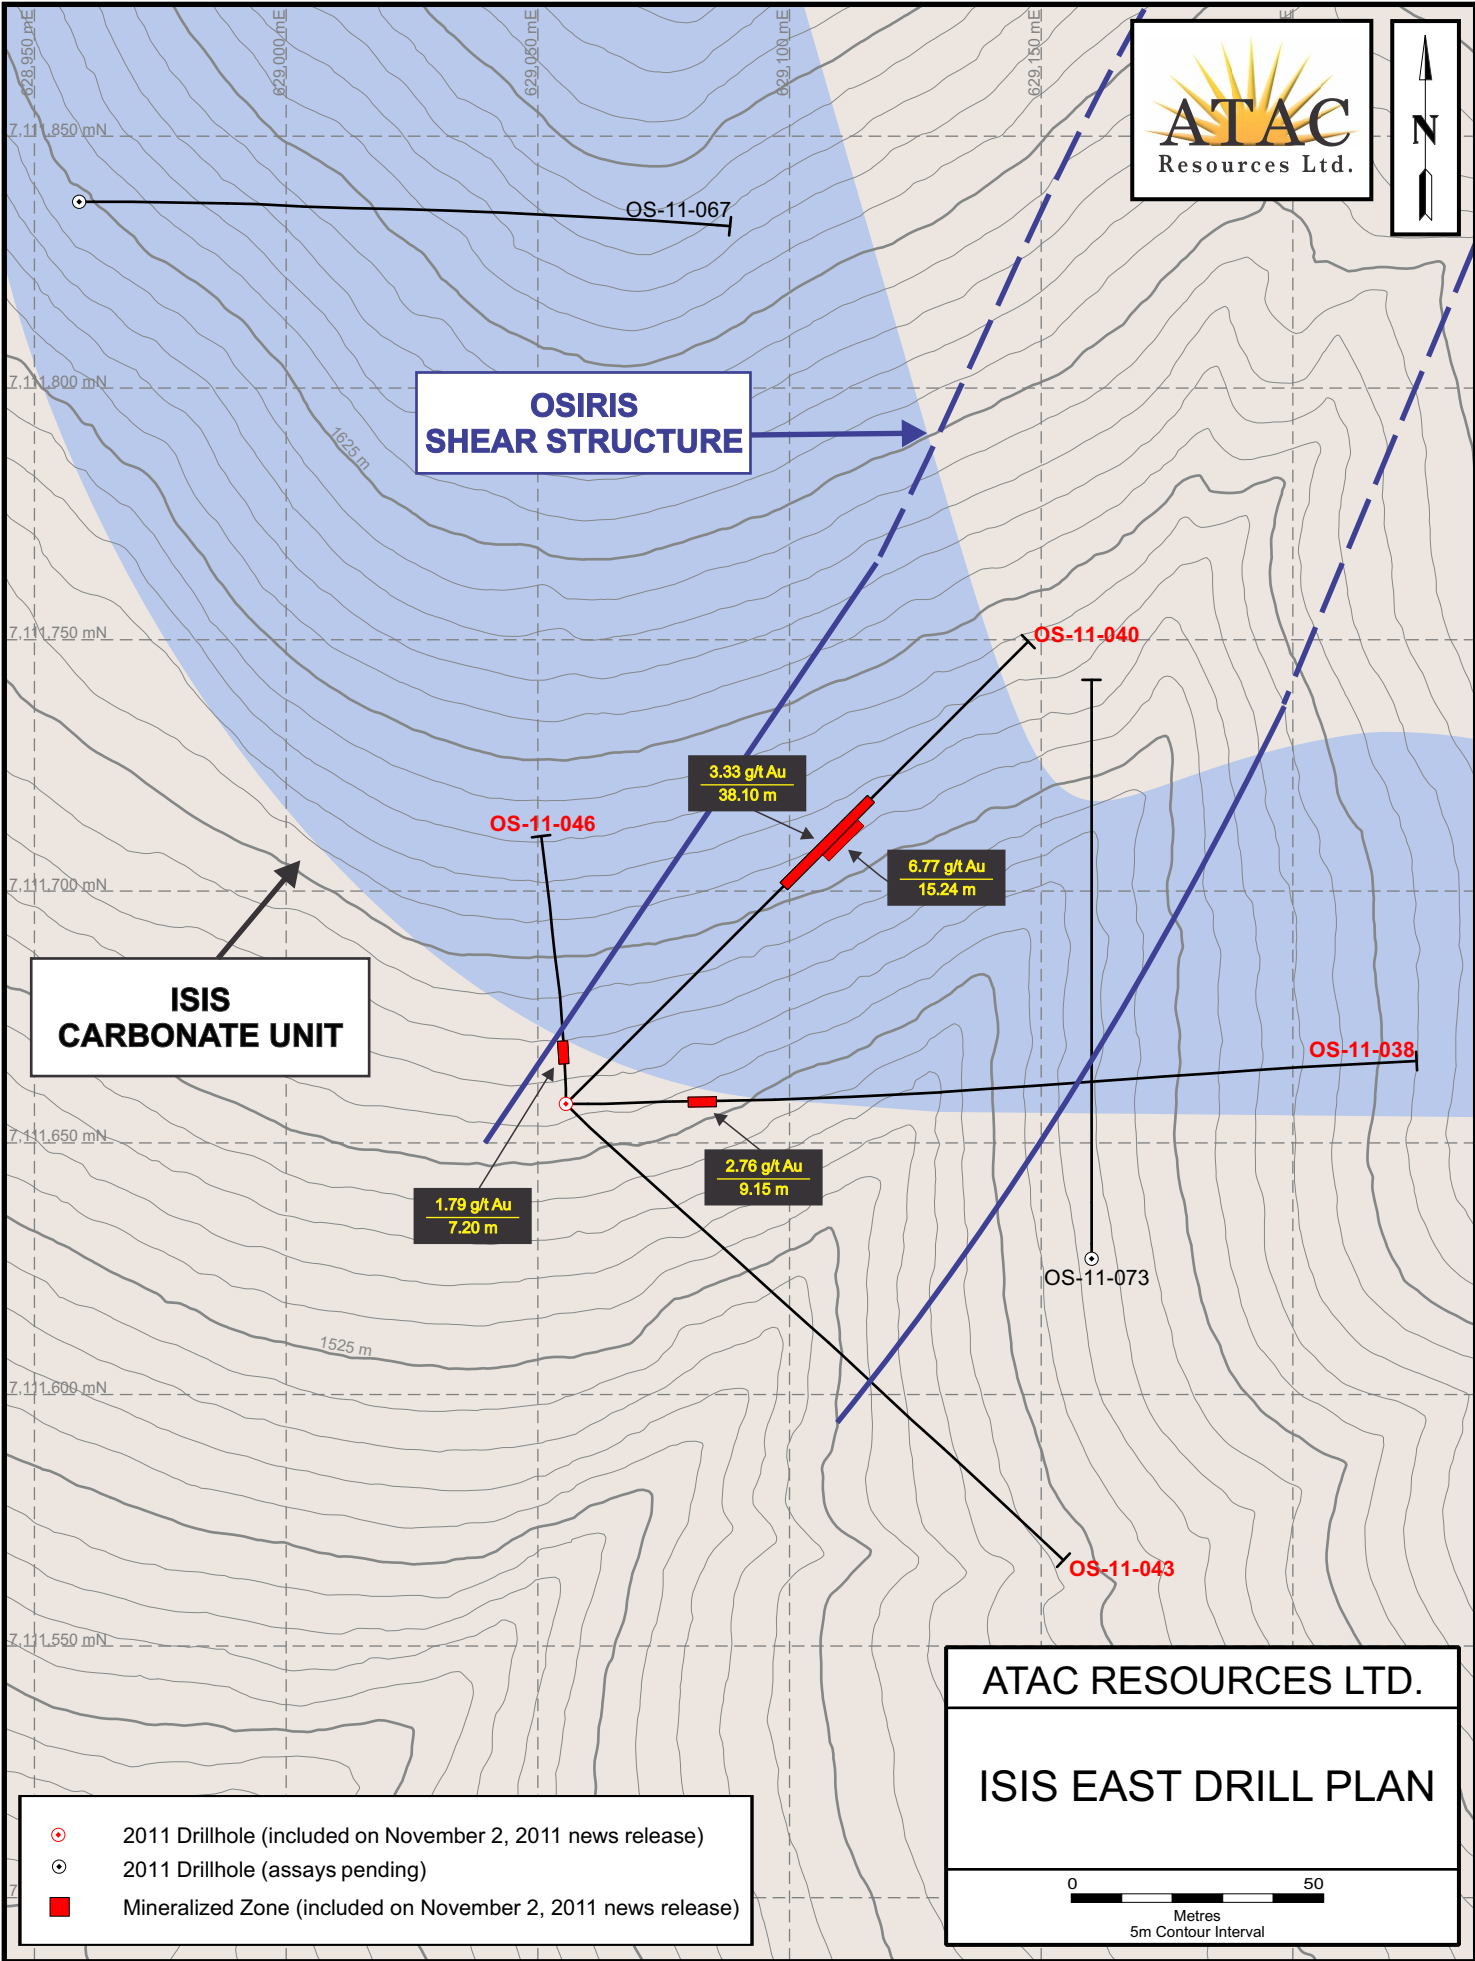 628,950 mE
629,000 mE
629,050 mE
629,100 mE
629,150 mE
ATAC
Resources Ltd.
N
7,111,850 mN
OS-11-067
7,111,800 mN
OSIRIS
SHEAR STRUCTURE
1625 m
7,111,750 mN
OS-11-040
3.33 g/t Au
38.10 m
OS-11-046
6.77 g/t Au
15.24 m
7,111,700 mN
ISIS
CARBONATE UNIT
OS-11-038
7,111,650 mN
2.76 g/t Au
9.15 m
1.79 g/t Au
7.20 m
OS-11-073
1525 m
7,111,600 mN
OS-11-043
7,111,550 mN
ATAC RESOURCES LTD.
ISIS EAST DRILL PLAN
0 50
Metres
5m Contour Interval
2011 Drillhole (included on November 2, 2011 news release)
2011 Drillhole (assays pending)
Mineralized Zone (included on November 2, 2011 news release)